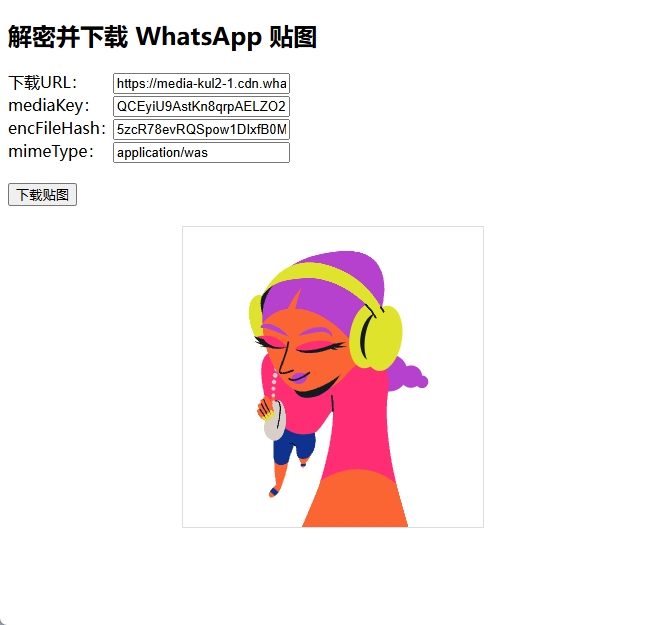 解密并下载 WhatsApp 贴图
下载URL： https://media-kul2-1.cdn.wha
mediaKey： QCEyiU9AstKn8qrpAELZO2
encFileHash： 5zcR78evRQSpow1DIxfB0M
mimeType： application/was
下载贴图